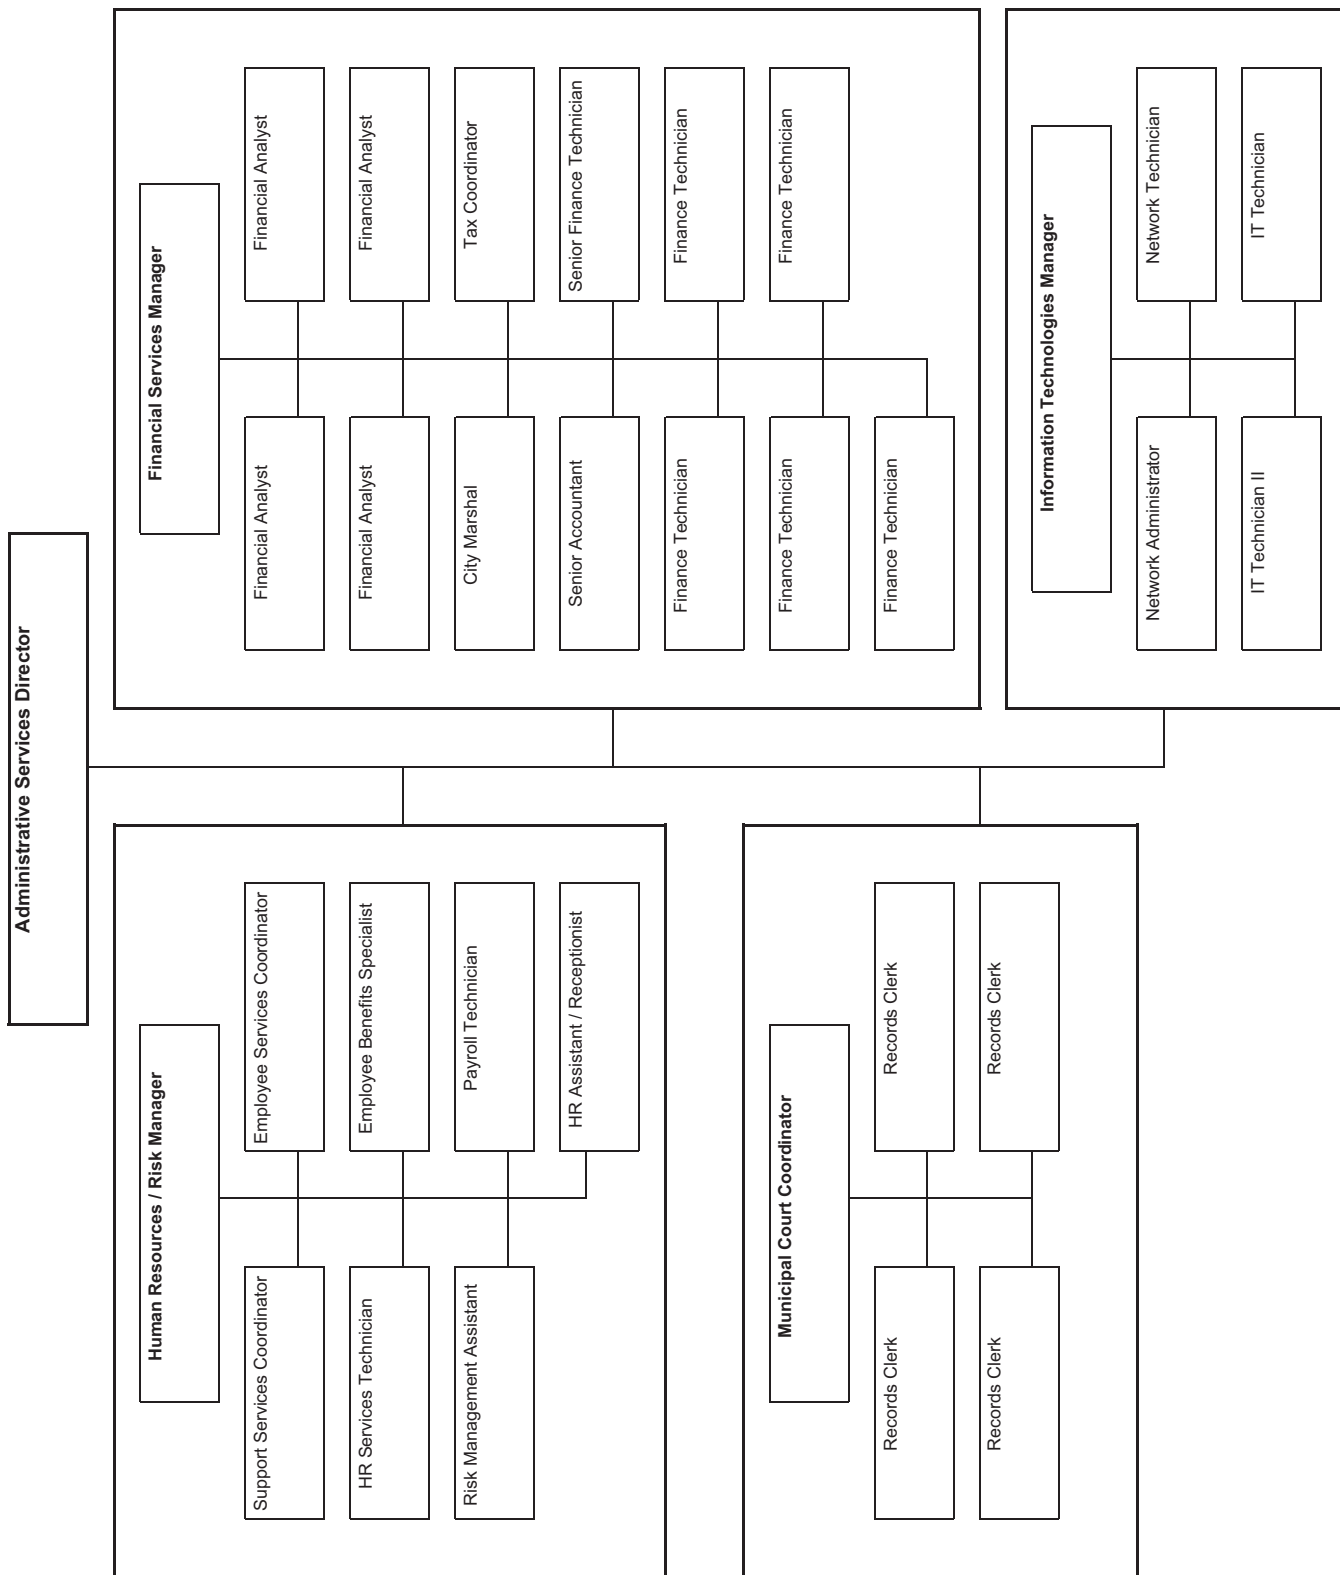 Administrative Services Director
Human Resources / Risk Manager
Support Services Coordinator
Employee Services Coordinator
HR Services Technician
Employee Benefits Specialist
Risk Management Assistant
Payroll Technician
HR Assistant / Receptionist
Financial Services Manager
Financial Analyst
Financial Analyst
Financial Analyst
Financial Analyst
City Marshal
Tax Coordinator
Senior Accountant
Senior Finance Technician
Finance Technician
Finance Technician
Finance Technician
Finance Technician
Finance Technician
Municipal Court Coordinator
Records Clerk
Records Clerk
Records Clerk
Records Clerk
Information Technologies Manager
Network Administrator
Network Technician
IT Technician II
IT Technician